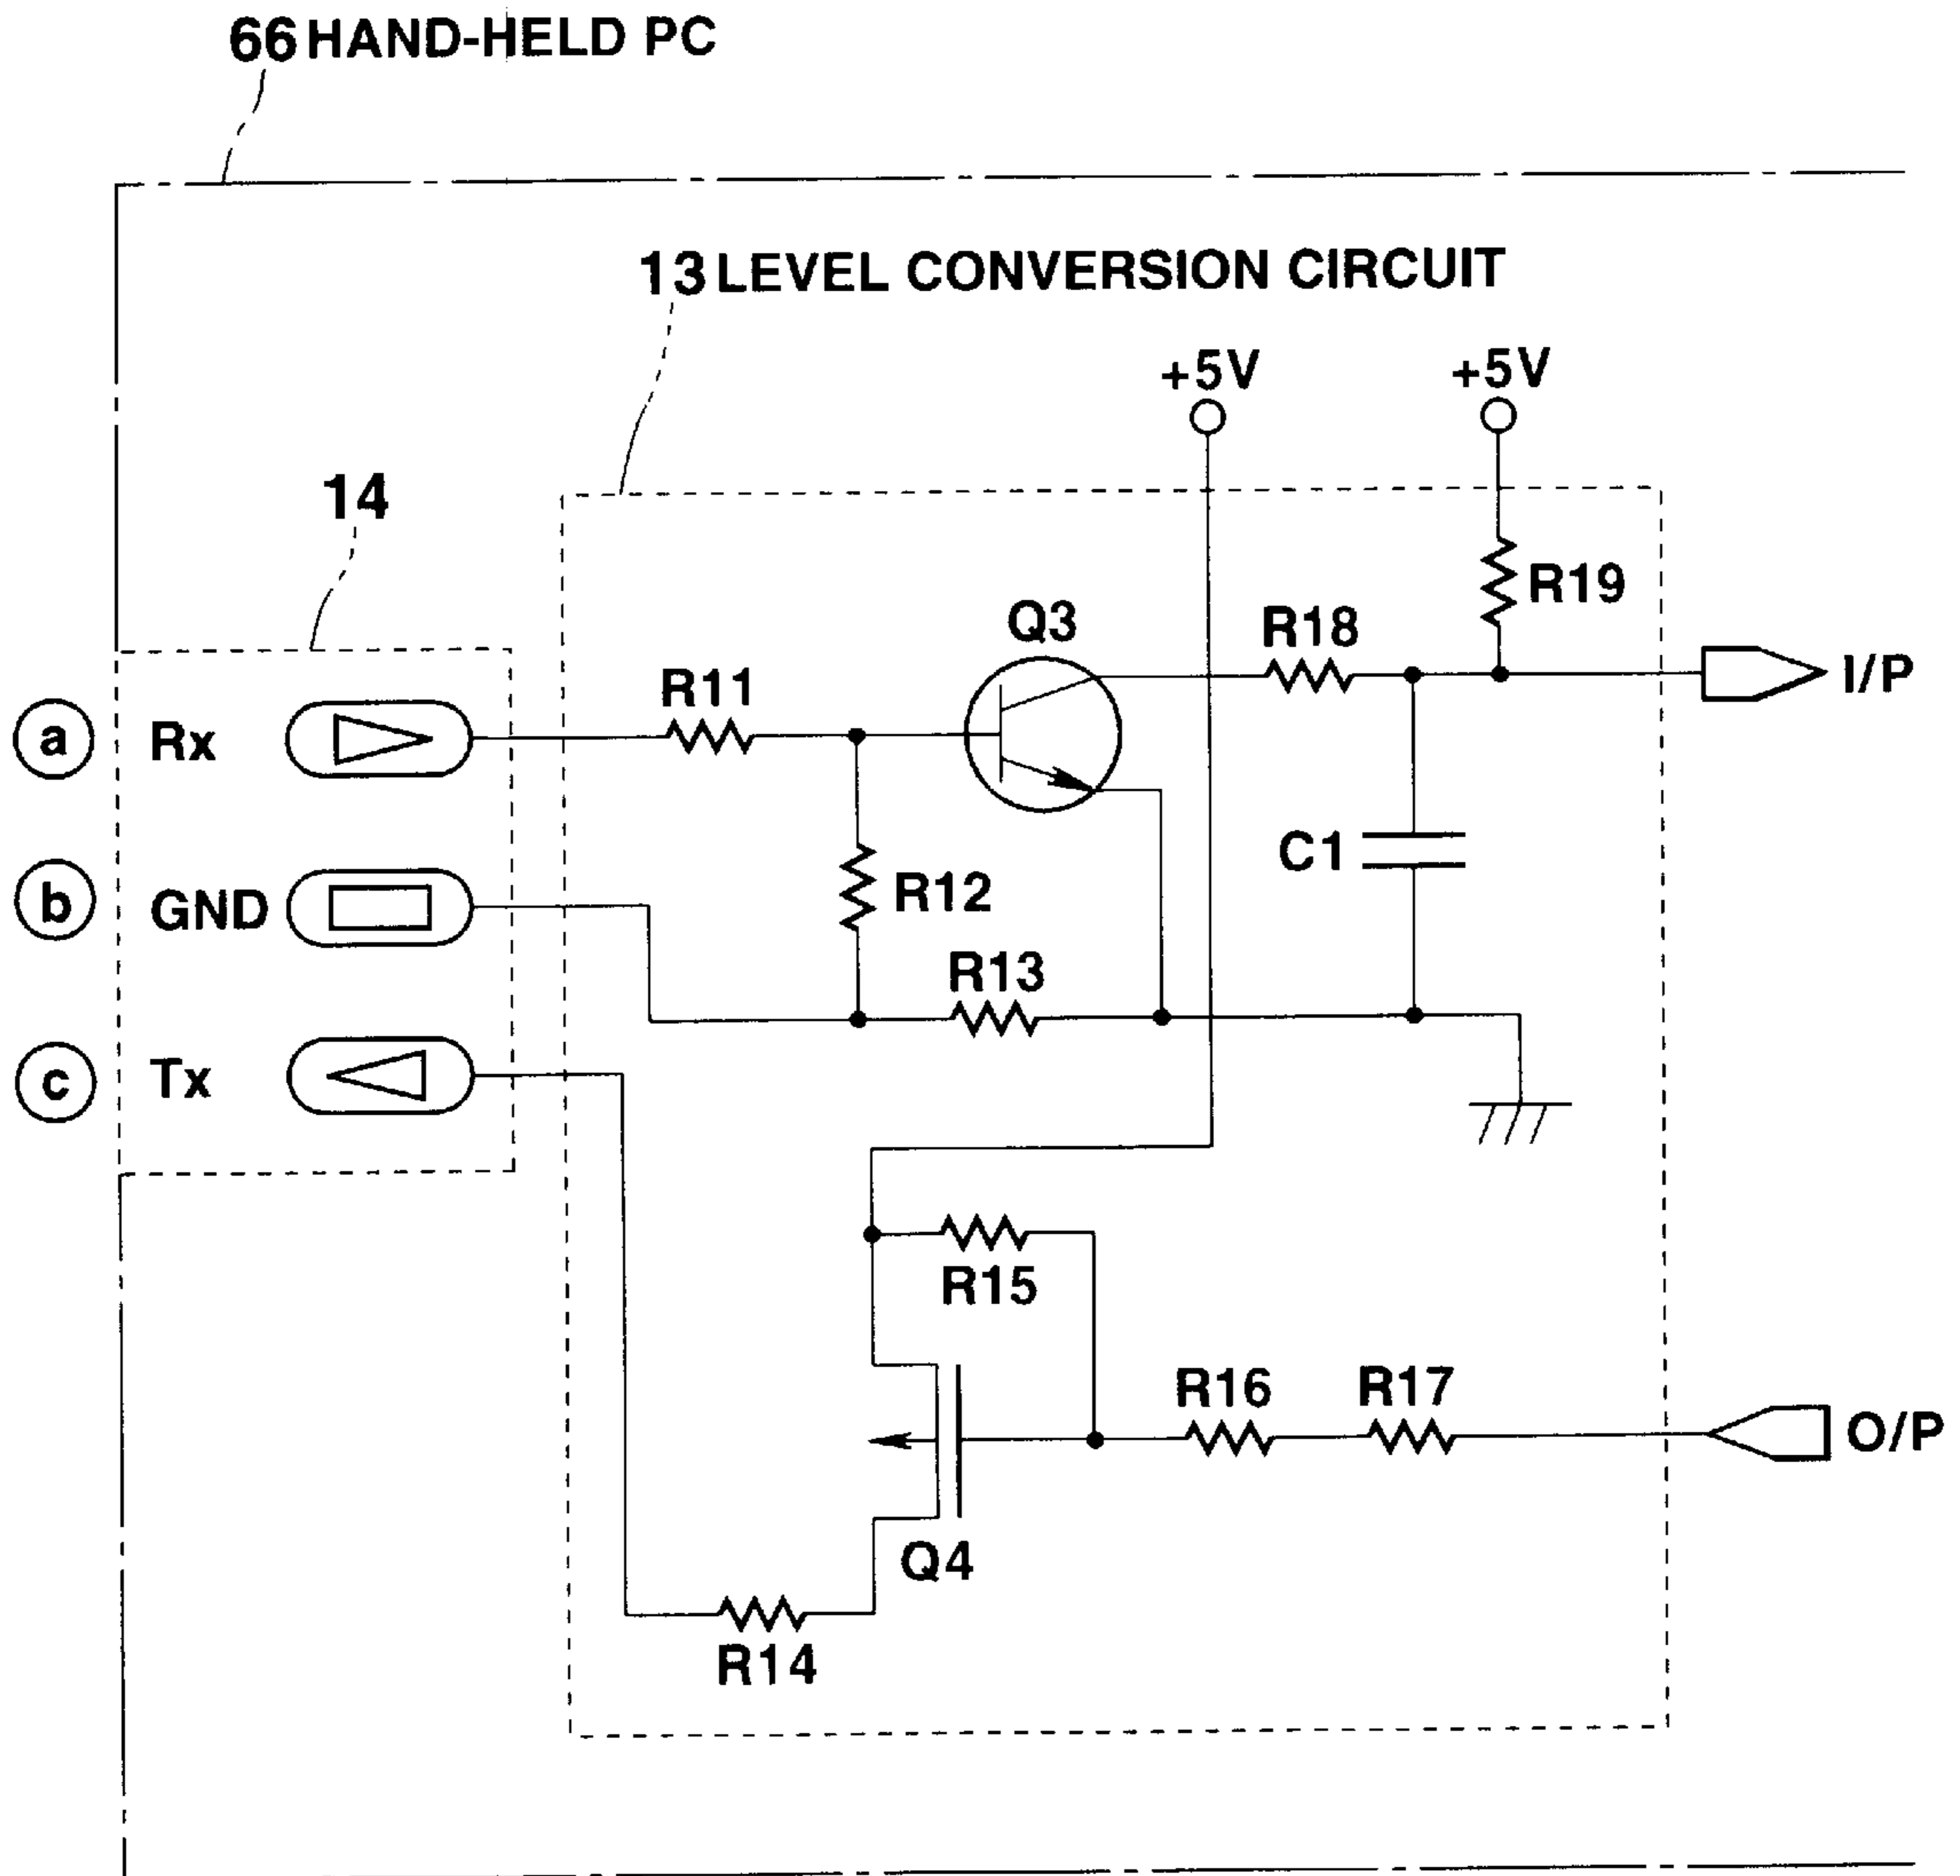 66 HAND-HELD PC
13 LEVEL CONVERSION CIRCUIT
+5V
+5V
14
R19
Q3
R18
I/P
R11
a
Rx
C1
b
GND
R12
R13
c
Tx
R15
R16
R17
O/P
Q4
R14